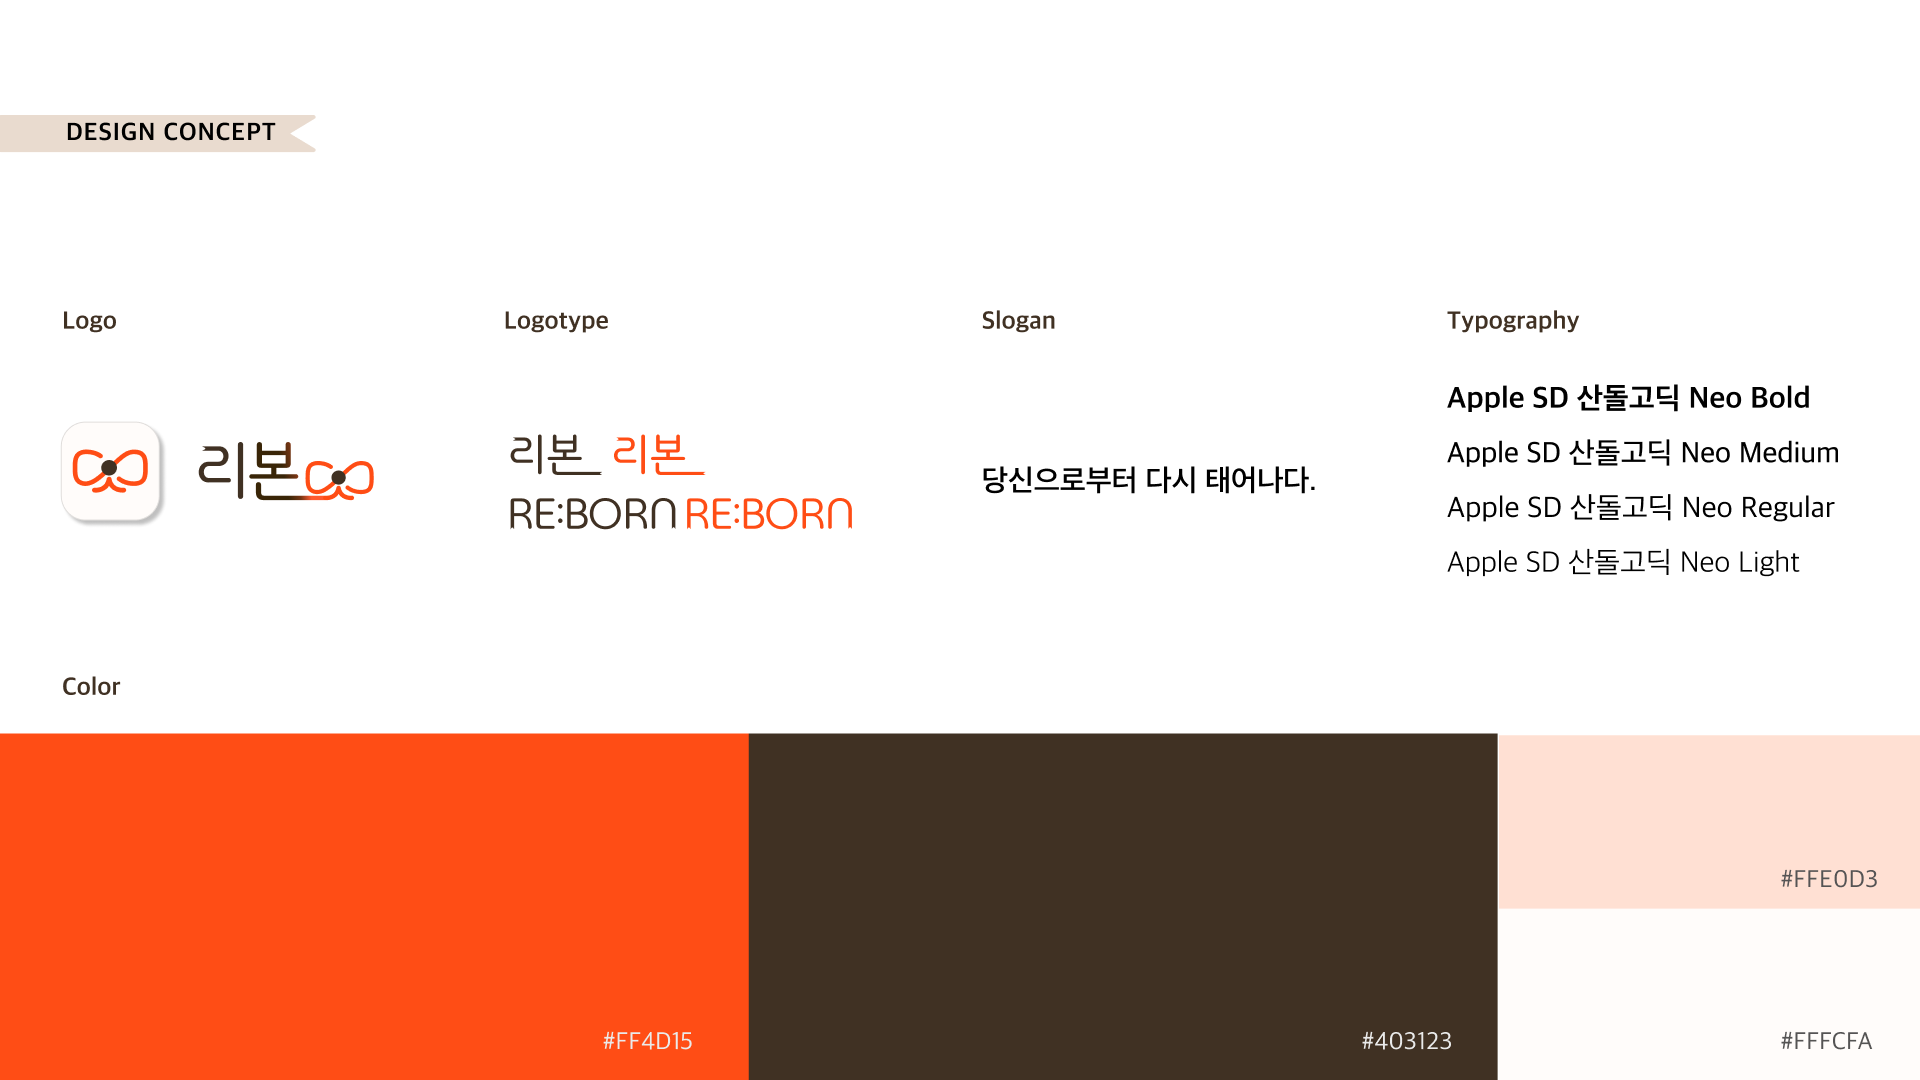 DESIGN CONCEPT
Logo
리본
Logotype
리본 리본
RE:BORN RE:BORN
Slogan
당신으로부터 다시 태어나다.
Typography
Apple SD 산돌고딕 Neo Bold
Apple SD 산돌고딕 Neo Medium
Apple SD 산돌고딕 Neo Regular
Apple SD 산돌고딕 Neo Light
Color
#FF4D15
#403123
#FFE0D3
#FFFCFA